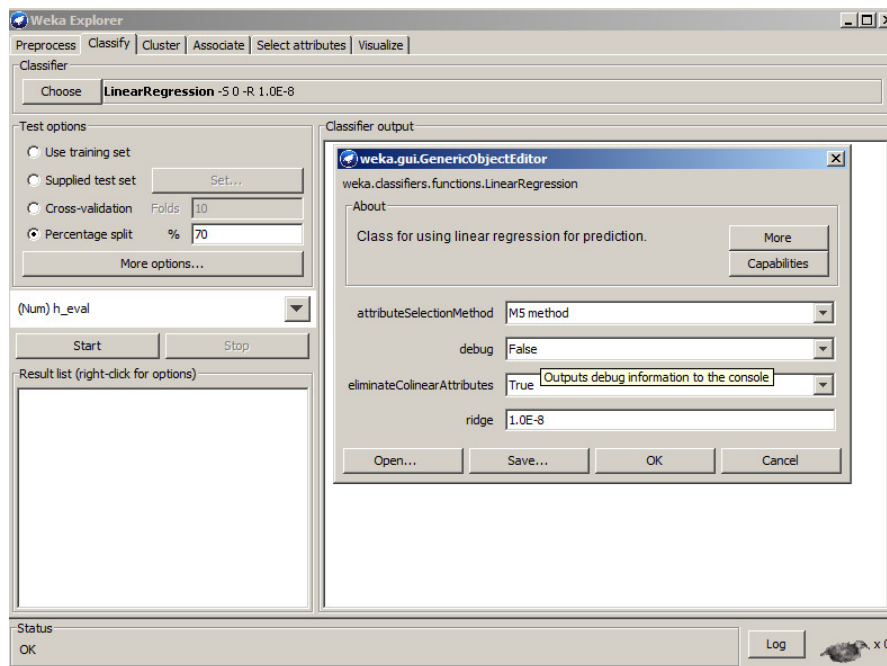 Weka Explorer
Preprocess Classify Cluster Associate Select attributes Visualize
Classifier
Choose LinearRegression -S 0 -R 1.0E-8
Test options
Use training set
Supplied test set Set...
Cross-validation Folds 10
Percentage split % 70
More options...
(Num) h_eval
Start Stop
Result list (right-click for options)
Classifier output
weka.gui.GenericObjectEditor
weka.classifiers.functions.LinearRegression
About
Class for using linear regression for prediction.
More
Capabilities
attributeSelectionMethod M5 method
debug False
Outputs debug information to the console
eliminateColinearAttributes True
ridge 1.0E-8
Open... Save... OK Cancel
Status
OK
Log x 0